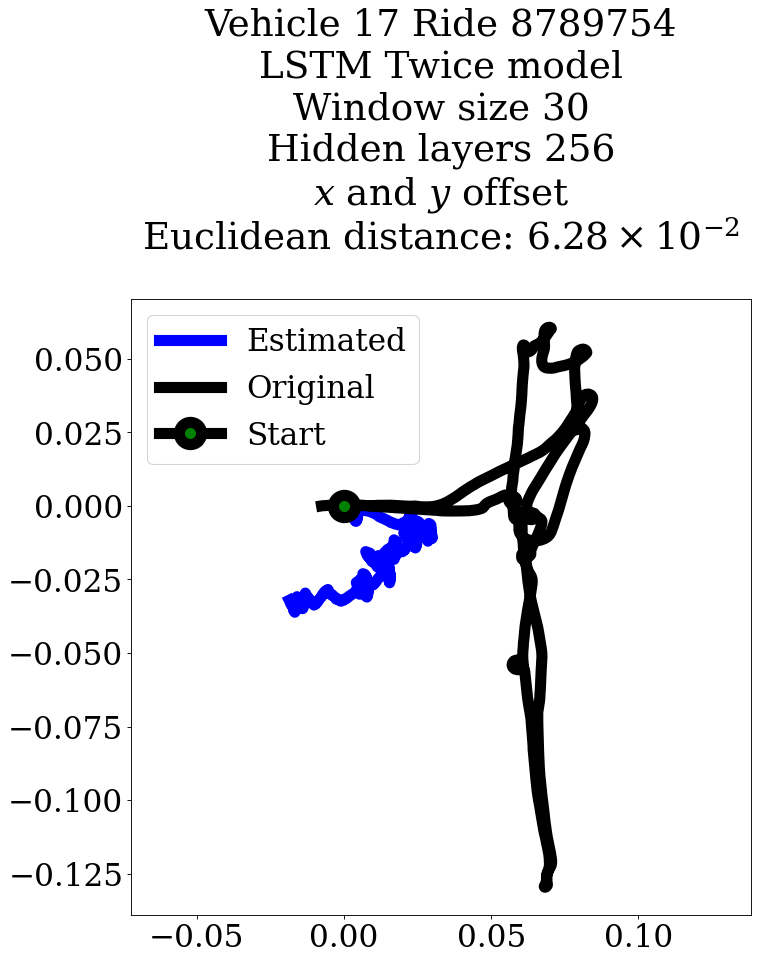 Vehicle 17 Ride 8789754
LSTM Twice model
Window size 30
Hidden layers 256
x and y offset
Euclidean distance: 6.28 × 10⁻²
Estimated
Original
Start
0.050
0.025
0.000
−0.025
−0.050
−0.075
−0.100
−0.125
−0.05 0.00 0.05 0.10